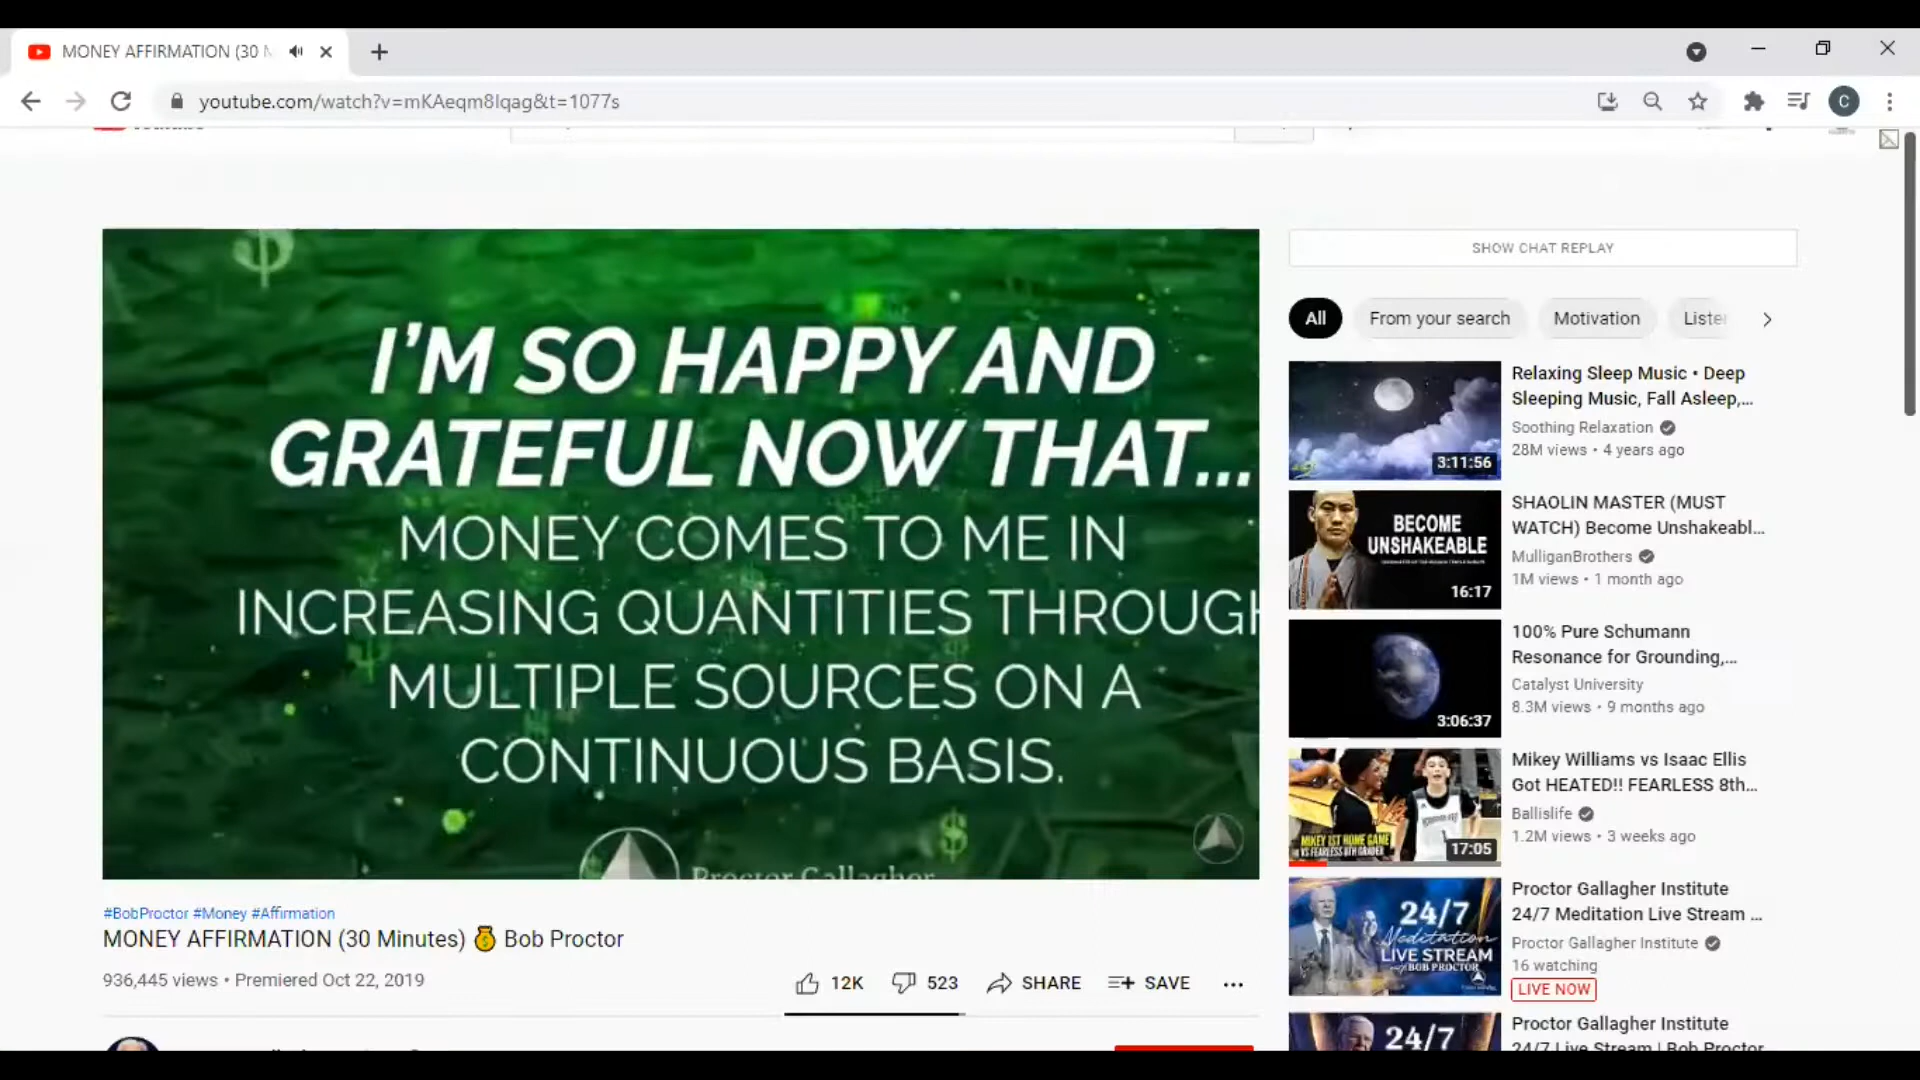 MONEY AFFIRMATION (30 M
youtube.com/watch?v=mKAeqm8Iqag&t=1077s
C
$
I'M SO HAPPY AND
GRATEFUL NOW THAT...
MONEY COMES TO ME IN
INCREASING QUANTITIES THROUGH
MULTIPLE SOURCES ON A
CONTINUOUS BASIS.
Proctor Gallagher
#BobProctor #Money #Affirmation
MONEY AFFIRMATION (30 Minutes) 💰 Bob Proctor
936,445 views • Premiered Oct 22, 2019
12K
523
SHARE
SAVE
SHOW CHAT REPLAY
All
From your search
Motivation
Listen
Relaxing Sleep Music • Deep
Sleeping Music, Fall Asleep,...
Soothing Relaxation
28M views • 4 years ago
3:11:56
SHAOLIN MASTER (MUST
WATCH) Become Unshakeabl...
MulliganBrothers
1M views • 1 month ago
BECOME
UNSHAKEABLE
16:17
100% Pure Schumann
Resonance for Grounding,...
Catalyst University
8.3M views • 9 months ago
3:06:37
Mikey Williams vs Isaac Ellis
Got HEATED!! FEARLESS 8th...
Ballislife
1.2M views • 3 weeks ago
MIKEY 1ST HOME GAME
VS FEARLESS 8TH GRADER
17:05
Proctor Gallagher Institute
24/7 Meditation Live Stream ...
Proctor Gallagher Institute
16 watching
LIVE NOW
24/7
Meditation
LIVE STREAM
with BOB PROCTOR
Proctor Gallagher Institute
24/7 Live Stream | Bob Proctor
24/7